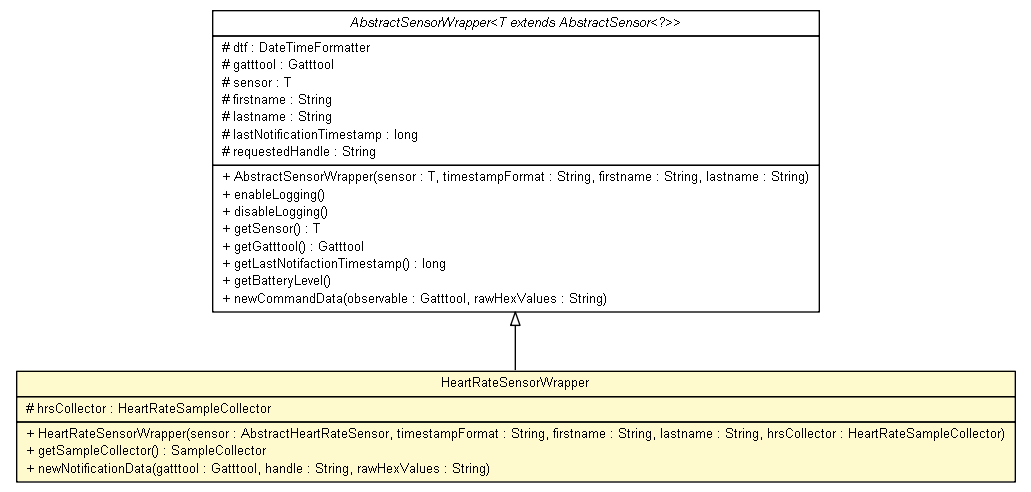 AbstractSensorWrapper<T extends AbstractSensor<?>>
# dtf : DateTimeFormatter
# gatttool : Gatttool
# sensor : T
# firstname : String
# lastname : String
# lastNotificationTimestamp : long
# requestedHandle : String
+ AbstractSensorWrapper(sensor : T, timestampFormat : String, firstname : String, lastname : String)
+ enableLogging()
+ disableLogging()
+ getSensor() : T
+ getGatttool() : Gatttool
+ getLastNotifactionTimestamp() : long
+ getBatteryLevel()
+ newCommandData(observable : Gatttool, rawHexValues : String)
HeartRateSensorWrapper
# hrsCollector : HeartRateSampleCollector
+ HeartRateSensorWrapper(sensor : AbstractHeartRateSensor, timestampFormat : String, firstname : String, lastname : String, hrsCollector : HeartRateSampleCollector)
+ getSampleCollector() : SampleCollector
+ newNotificationData(gatttool : Gatttool, handle : String, rawHexValues : String)